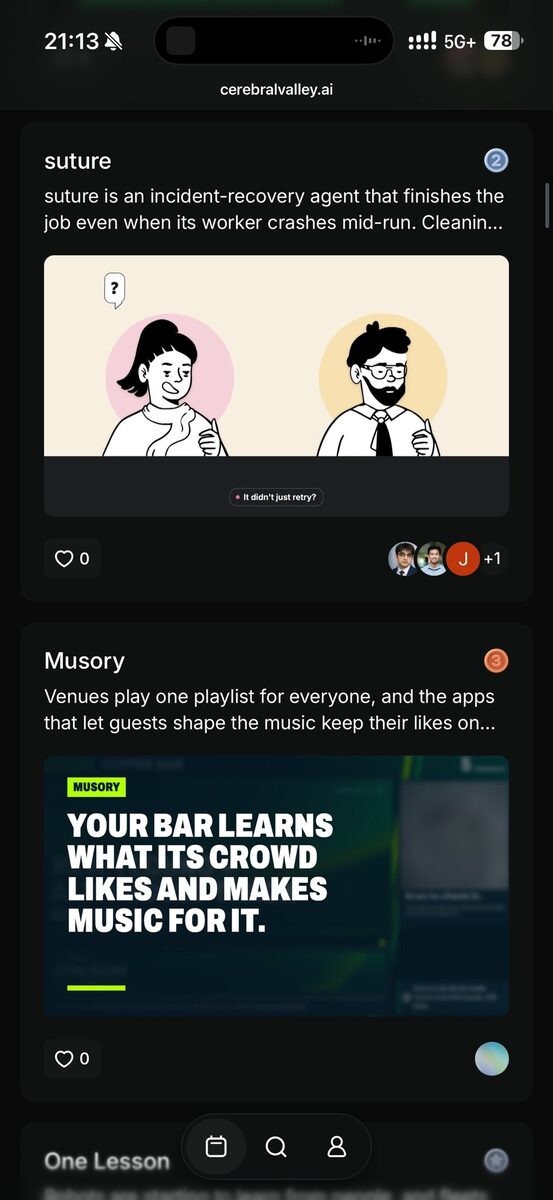 21:13
5G+
78
cerebralvalley.ai
suture
2
suture is an incident-recovery agent that finishes the
job even when its worker crashes mid-run. Cleanin...
?
It didn't just retry?
0
J
+1
Musory
3
Venues play one playlist for everyone, and the apps
that let guests shape the music keep their likes on...
MUSORY
YOUR BAR LEARNS
WHAT ITS CROWD
LIKES AND MAKES
MUSIC FOR IT.
0
One Lesson